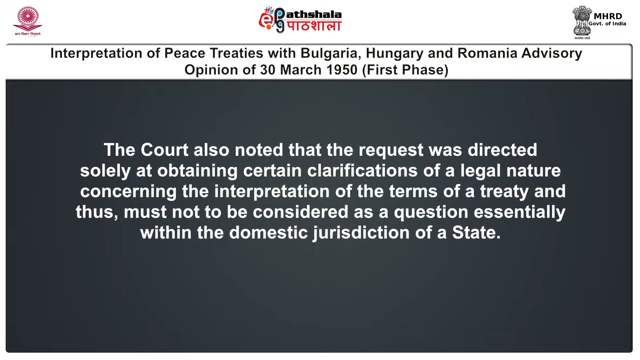 ePathshala
पाठशाला
MHRD
Govt. of India
Interpretation of Peace Treaties with Bulgaria, Hungary and Romania Advisory
Opinion of 30 March 1950 (First Phase)
The Court also noted that the request was directed
solely at obtaining certain clarifications of a legal nature
concerning the interpretation of the terms of a treaty and
thus, must not to be considered as a question essentially
within the domestic jurisdiction of a State.